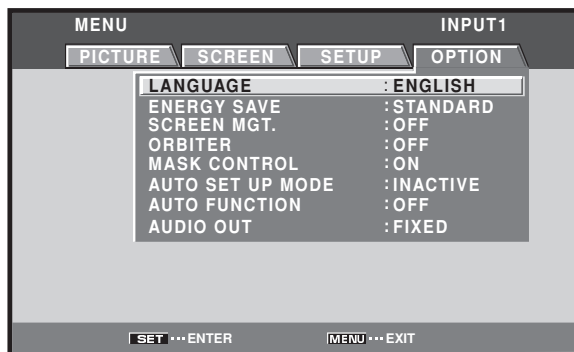 MENU INPUT1
PICTURE SCREEN SETUP OPTION
LANGUAGE :ENGLISH
ENERGY SAVE :STANDARD
SCREEN MGT. :OFF
ORBITER :OFF
MASK CONTROL :ON
AUTO SET UP MODE :INACTIVE
AUTO FUNCTION :OFF
AUDIO OUT :FIXED
SET ··· ENTER MENU ··· EXIT